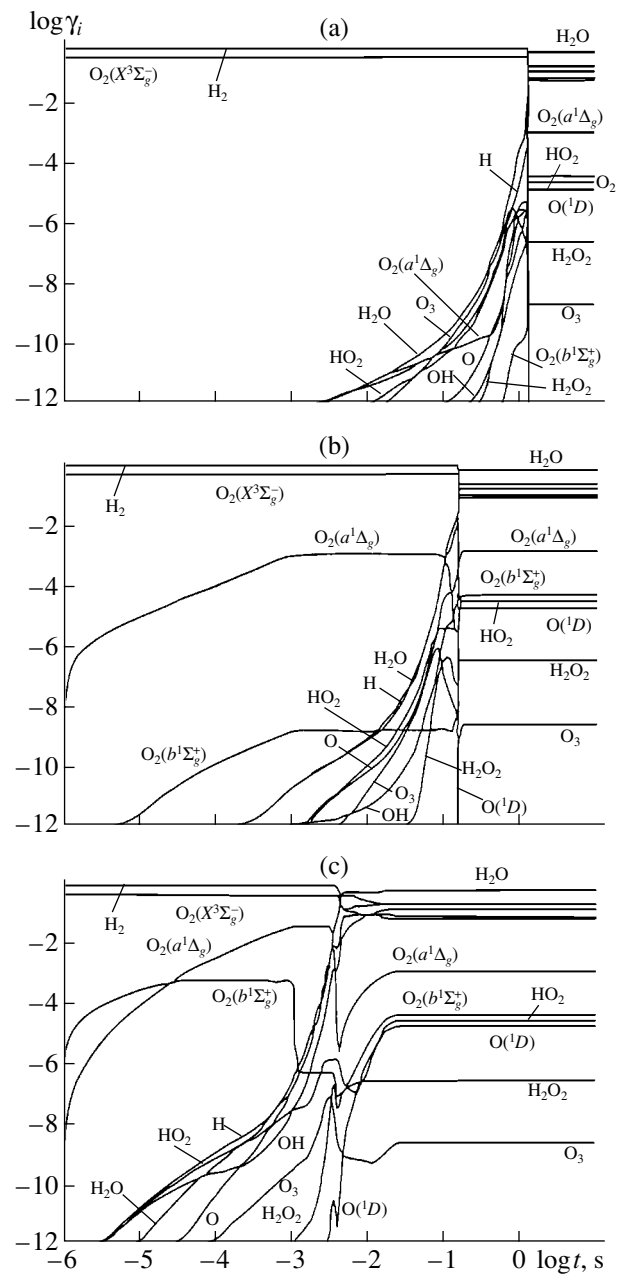 log γᵢ (a)
H₂O
O₂(X³Σg⁻)
H₂
−2
O₂(a¹Δg)
−4
H
HO₂
O₂
O(¹D)
−6
O₂(a¹Δg)
H₂O₂
−8
O₃
H₂O
O₃
−10
HO₂
O
O₂(b¹Σg⁺)
OH
H₂O₂
−12
(b)
H₂O
O₂(X³Σg⁻)
H₂
−2
O₂(a¹Δg)
O₂(a¹Δg)
−4
O₂(b¹Σg⁺)
HO₂
O(¹D)
−6
H₂O
H
H₂O₂
HO₂
−8
O
O₃
O₂(b¹Σg⁺)
−10
H₂O₂
O₃
O(¹D)
OH
−12
(c)
H₂O
O₂(X³Σg⁻)
H₂
−2
O₂(a¹Δg)
O₂(a¹Δg)
O₂(b¹Σg⁺)
−4
O₂(b¹Σg⁺)
HO₂
O(¹D)
−6
H₂O₂
−8
H
HO₂
OH
O₃
−10
H₂O
O₃
O
H₂O₂
O(¹D)
−12
−6 −5 −4 −3 −2 −1 0 log t, s